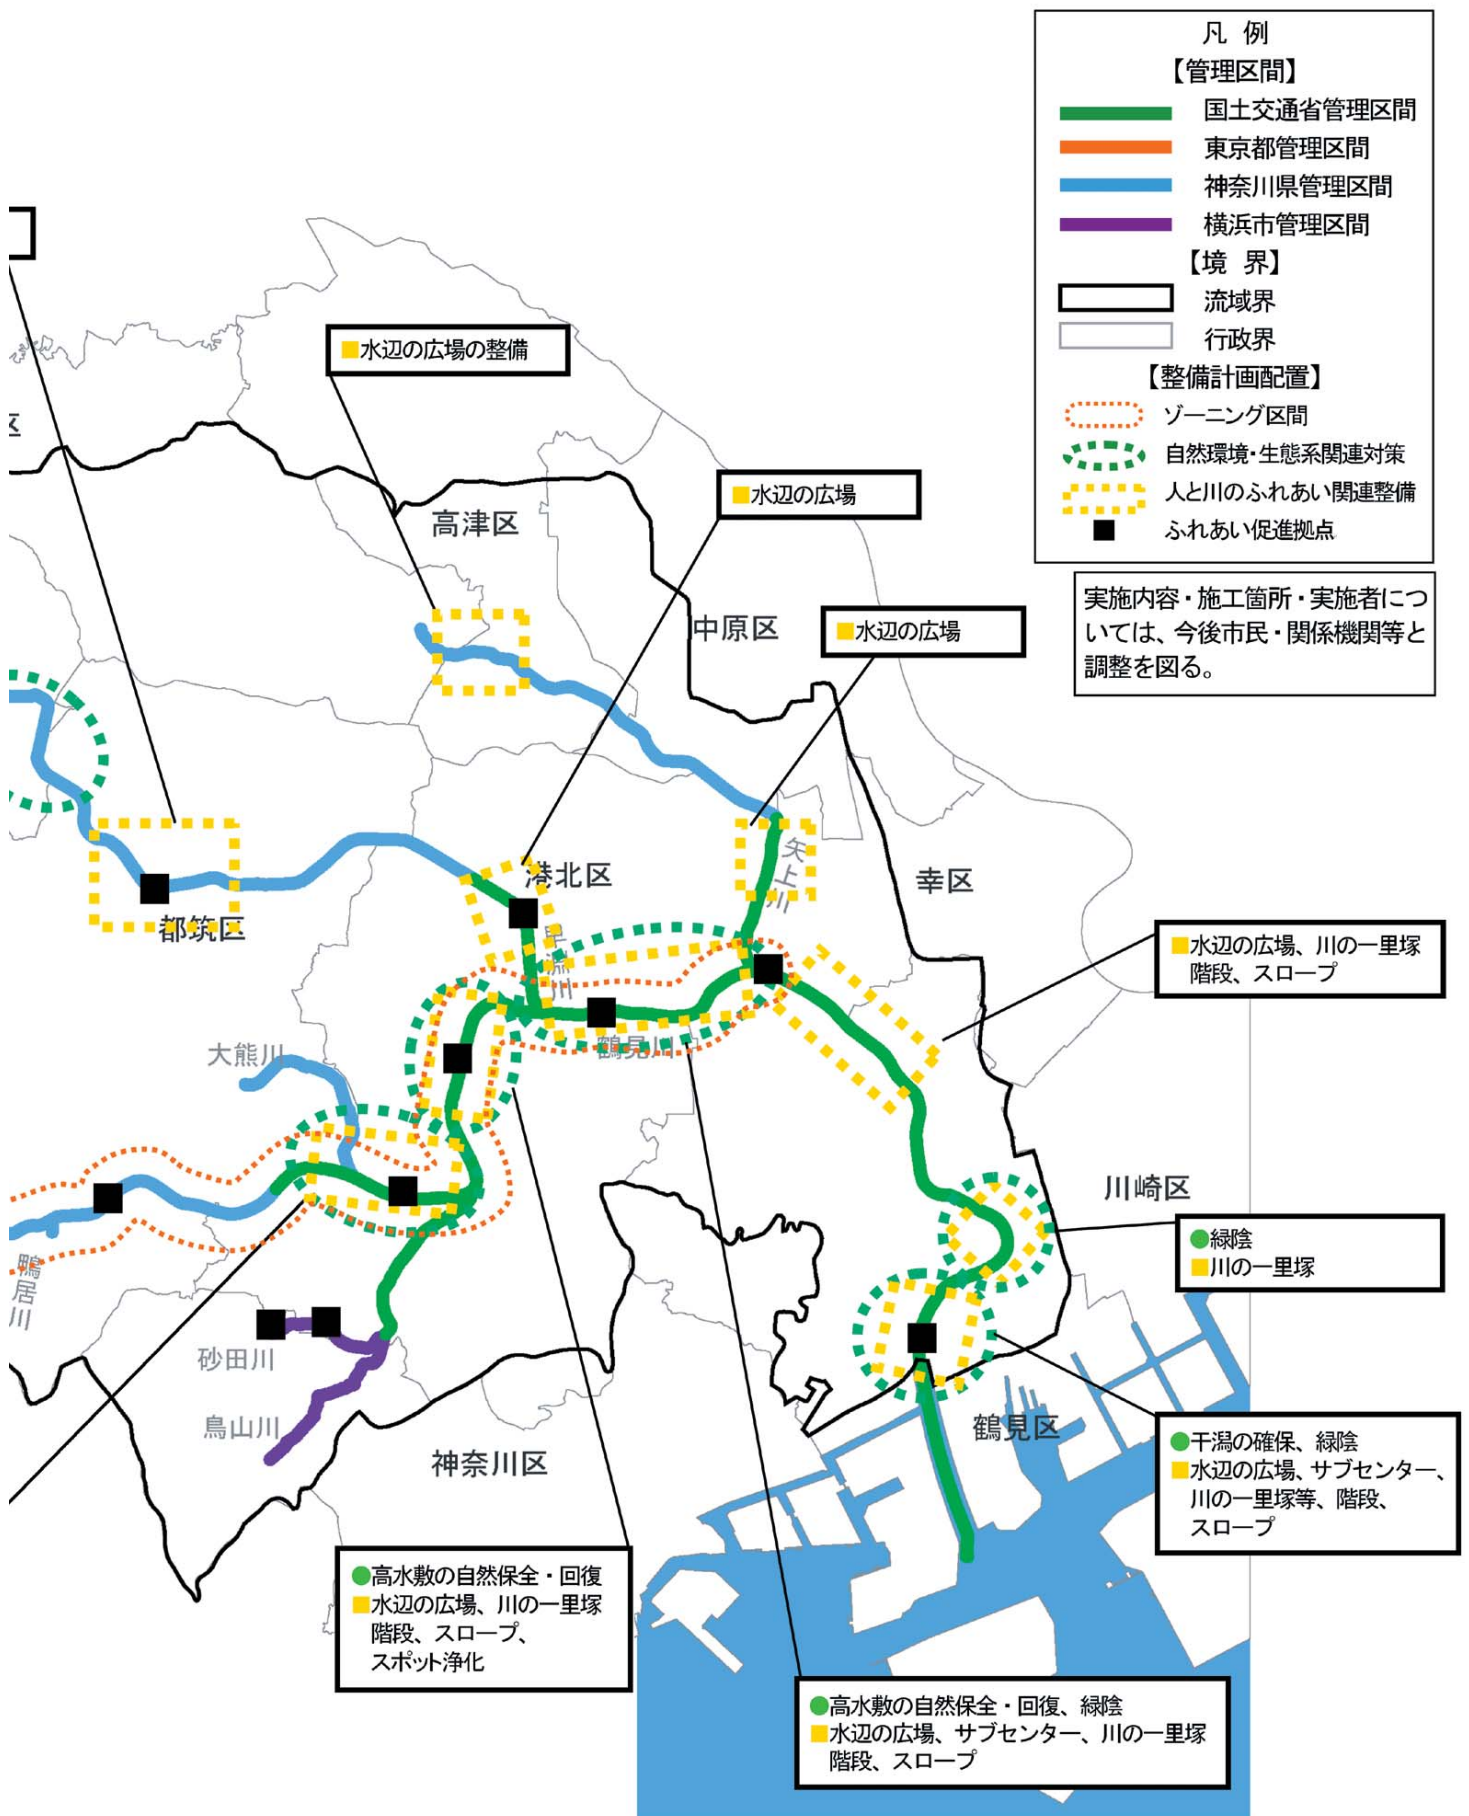 凡 例
【管理区間】
国土交通省管理区間
東京都管理区間
神奈川県管理区間
横浜市管理区間
【境 界】
流域界
行政界
【整備計画配置】
ゾーニング区間
自然環境・生態系関連対策
人と川のふれあい関連整備
ふれあい促進拠点
実施内容・施工箇所・実施者につ
いては、今後市民・関係機関等と
調整を図る。
■水辺の広場の整備
区
■水辺の広場
高津区
中原区
■水辺の広場
矢上川
港北区
幸区
都筑区
早淵川
■水辺の広場、川の一里塚
階段、スロープ
鶴見川
大熊川
川崎区
●緑陰
■川の一里塚
鴨居川
砂田川
鳥山川
神奈川区
鶴見区
●干潟の確保、緑陰
■水辺の広場、サブセンター、
川の一里塚等、階段、
スロープ
●高水敷の自然保全・回復
■水辺の広場、川の一里塚
階段、スロープ、
スポット浄化
●高水敷の自然保全・回復、緑陰
■水辺の広場、サブセンター、川の一里塚
階段、スロープ